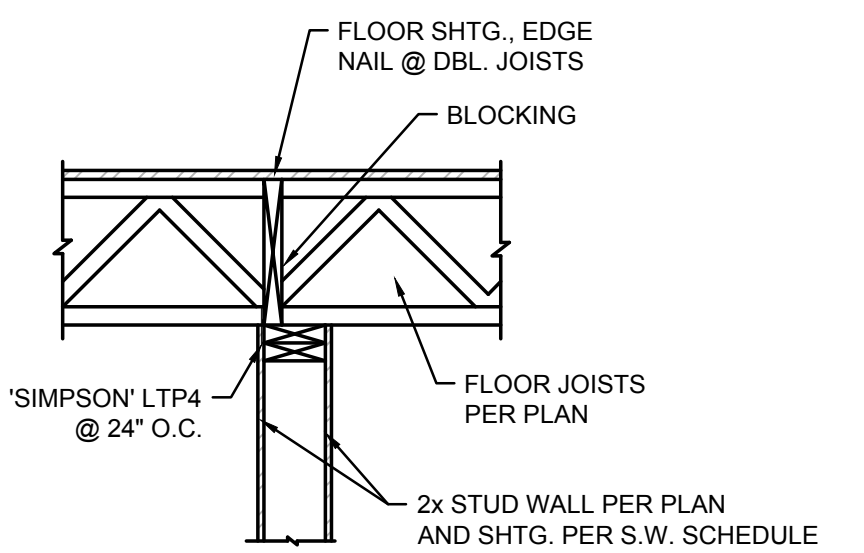 FLOOR SHTG., EDGE
NAIL @ DBL. JOISTS
BLOCKING
'SIMPSON' LTP4
@ 24" O.C.
FLOOR JOISTS
PER PLAN
2x STUD WALL PER PLAN
AND SHTG. PER S.W. SCHEDULE